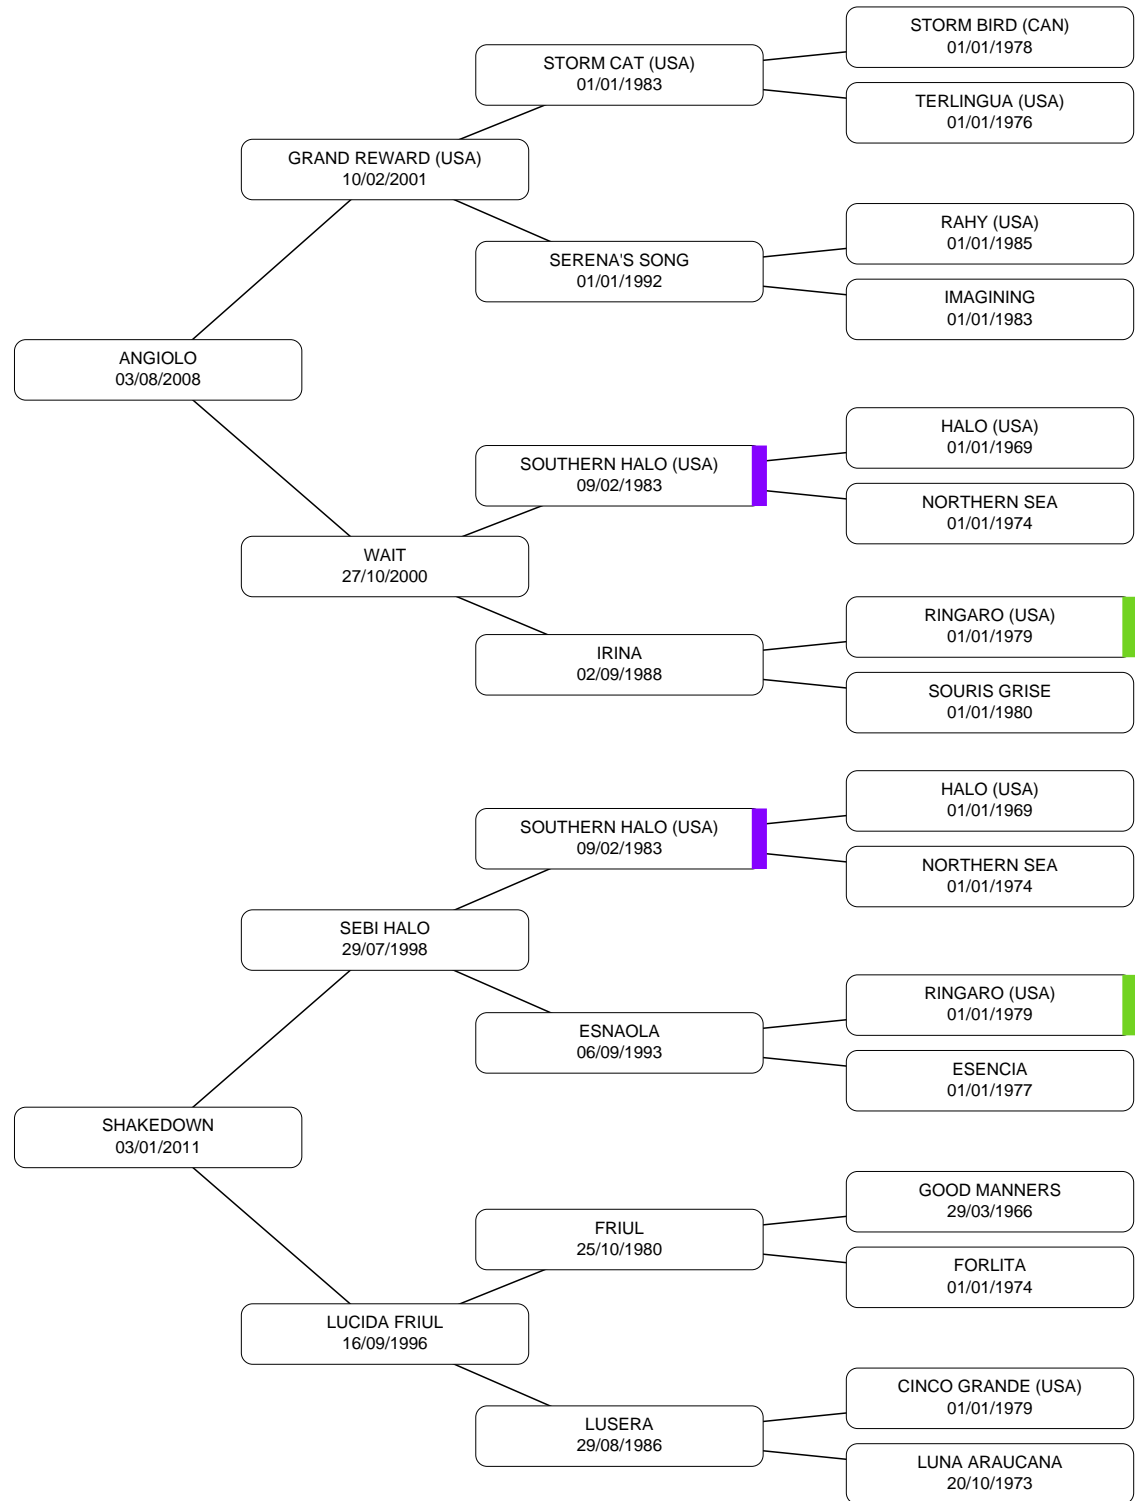 STORM BIRD (CAN)
01/01/1978
STORM CAT (USA)
01/01/1983
TERLINGUA (USA)
01/01/1976
GRAND REWARD (USA)
10/02/2001
RAHY (USA)
01/01/1985
SERENA'S SONG
01/01/1992
IMAGINING
01/01/1983
ANGIOLO
03/08/2008
HALO (USA)
01/01/1969
SOUTHERN HALO (USA)
09/02/1983
NORTHERN SEA
01/01/1974
WAIT
27/10/2000
RINGARO (USA)
01/01/1979
IRINA
02/09/1988
SOURIS GRISE
01/01/1980
HALO (USA)
01/01/1969
SOUTHERN HALO (USA)
09/02/1983
NORTHERN SEA
01/01/1974
SEBI HALO
29/07/1998
RINGARO (USA)
01/01/1979
ESNAOLA
06/09/1993
ESENCIA
01/01/1977
SHAKEDOWN
03/01/2011
GOOD MANNERS
29/03/1966
FRIUL
25/10/1980
FORLITA
01/01/1974
LUCIDA FRIUL
16/09/1996
CINCO GRANDE (USA)
01/01/1979
LUSERA
29/08/1986
LUNA ARAUCANA
20/10/1973